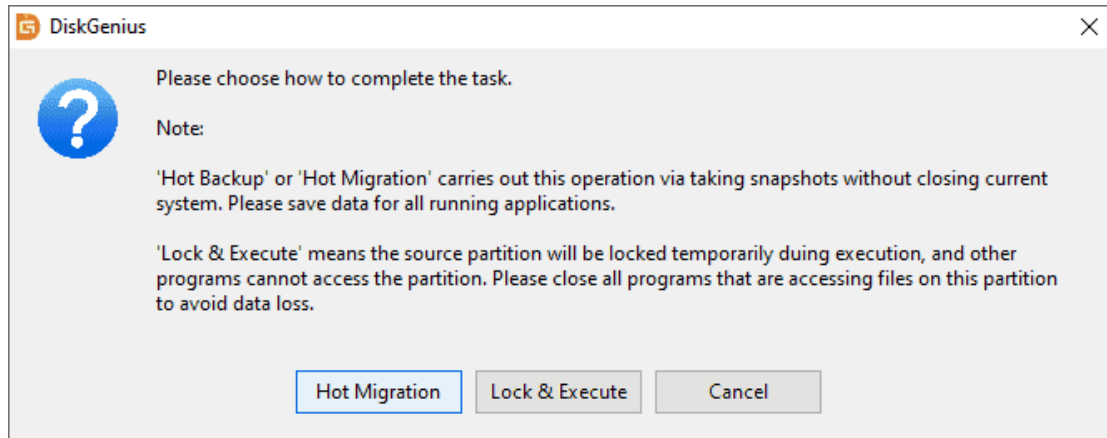 DiskGenius
Please choose how to complete the task.
Note:
'Hot Backup' or 'Hot Migration' carries out this operation via taking snapshots without closing current
system. Please save data for all running applications.
'Lock & Execute' means the source partition will be locked temporarily duing execution, and other
programs cannot access the partition. Please close all programs that are accessing files on this partition
to avoid data loss.
Hot Migration
Lock & Execute
Cancel